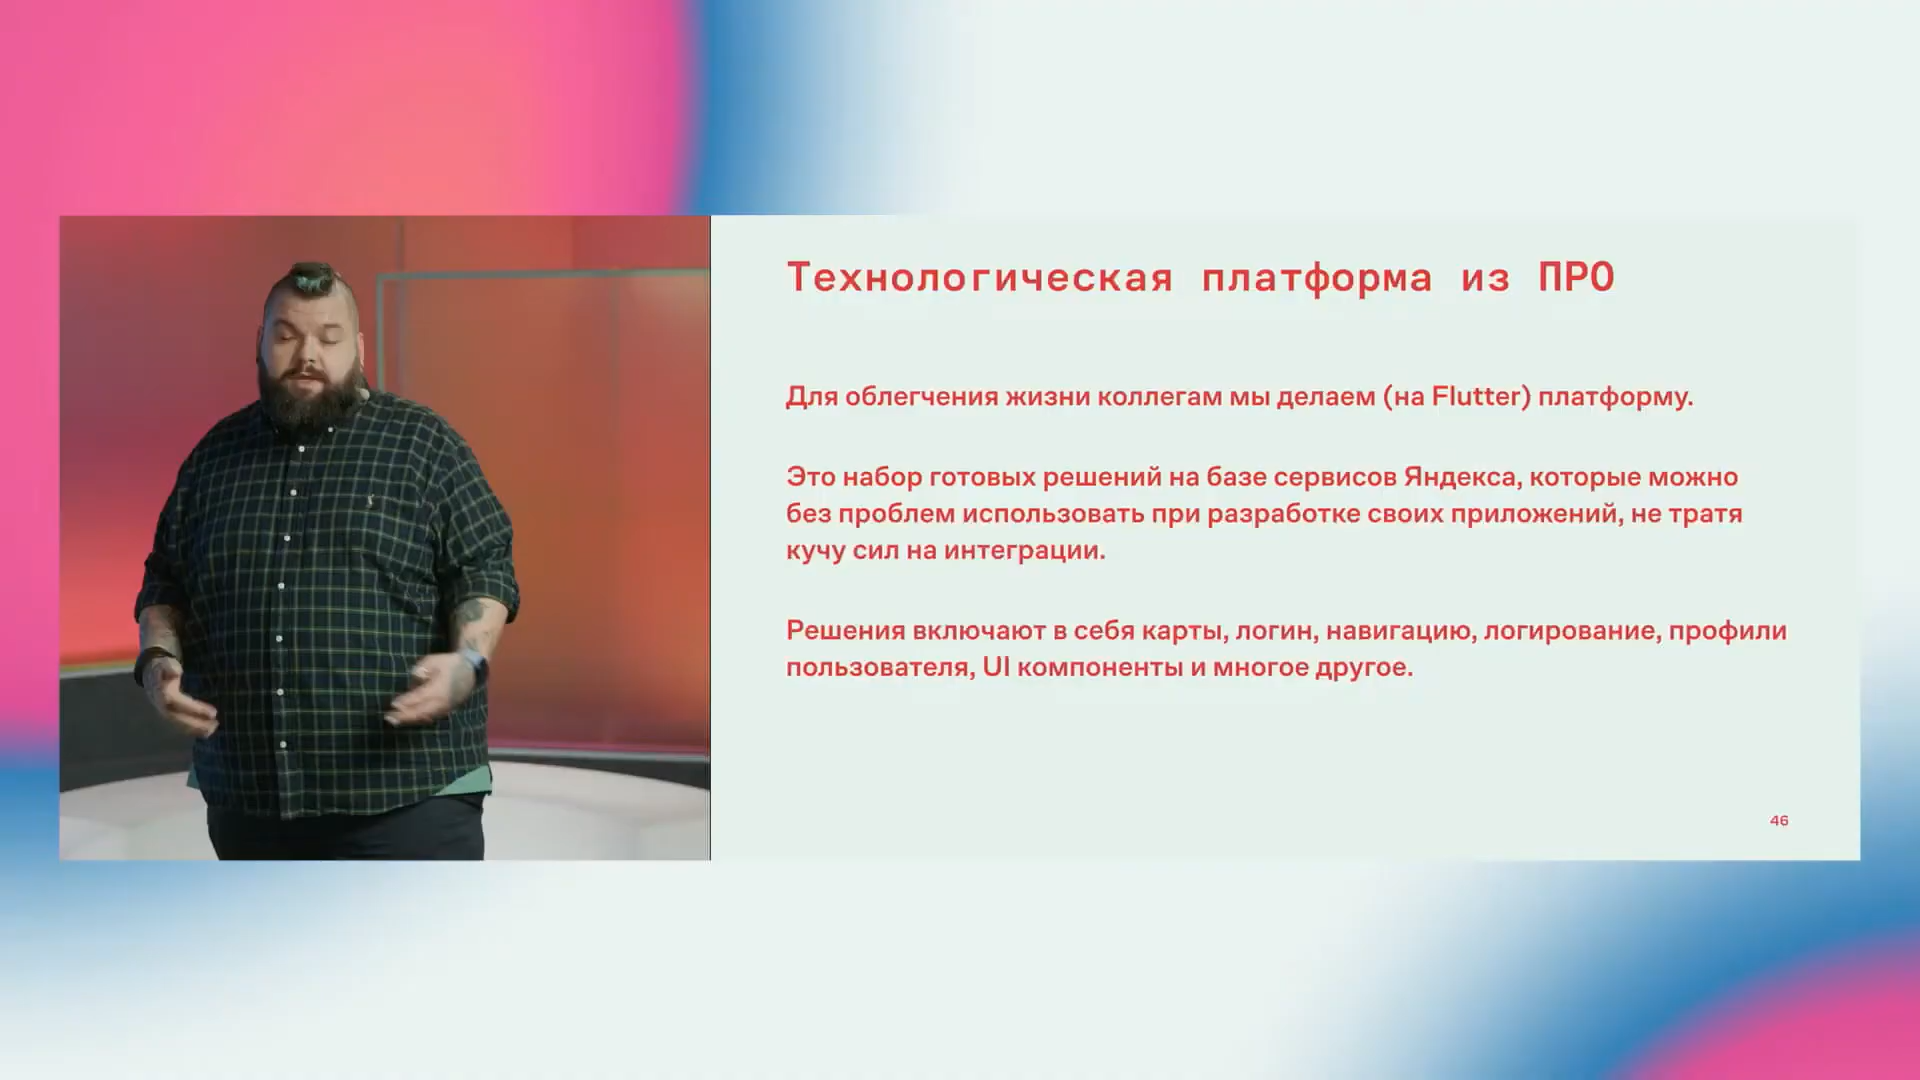 Технологическая платформа из ПРО
Для облегчения жизни коллегам мы делаем (на Flutter) платформу.
Это набор готовых решений на базе сервисов Яндекса, которые можно
без проблем использовать при разработке своих приложений, не тратя
кучу сил на интеграции.
Решения включают в себя карты, логин, навигацию, логирование, профили
пользователя, UI компоненты и многое другое.
46